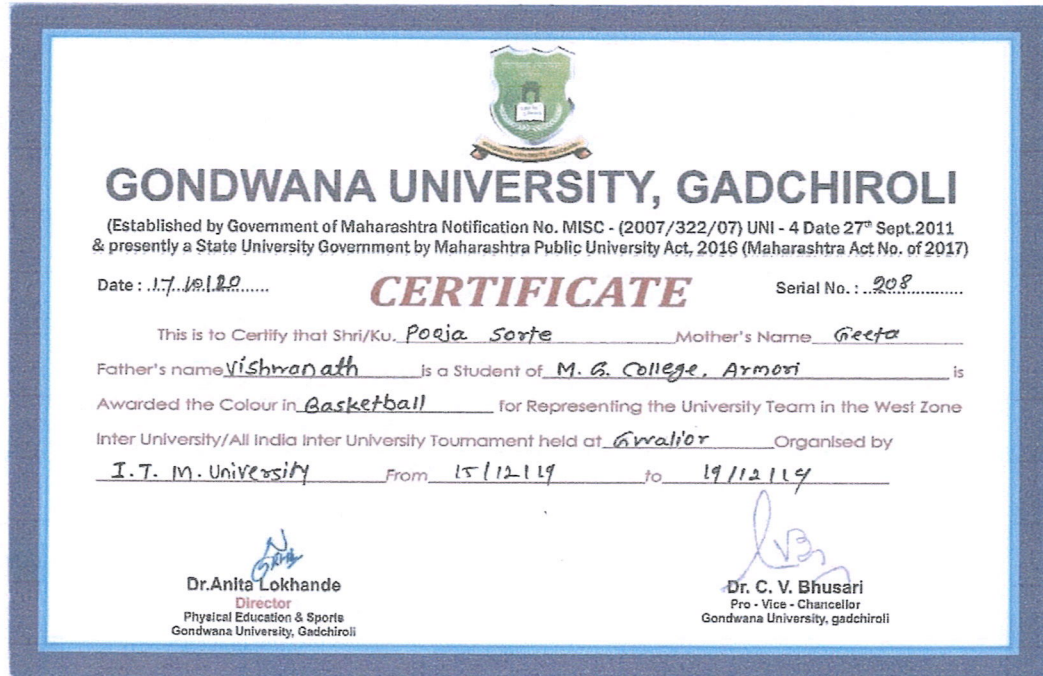 GONDWANA UNIVERSITY, GADCHIROLI
(Established by Government of Maharashtra Notification No. MISC - (2007/322/07) UNI - 4 Date 27th Sept.2011
& presently a State University Government by Maharashtra Public University Act, 2016 (Maharashtra Act No. of 2017)
Date : 17/10/20 CERTIFICATE Serial No. : 208
This is to Certify that Shri/Ku. Pooja Sorte Mother's Name Geeta
Father's name Vishwanath is a Student of M. G. College, Armori is
Awarded the Colour in Basketball for Representing the University Team in the West Zone
Inter University/All India Inter University Tournament held at Gwalior Organised by
I.T. M. University From 15/12/19 to 19/12/19
Dr.Anita Lokhande
Director
Physical Education & Sports
Gondwana University, Gadchiroli
Dr. C. V. Bhusari
Pro - Vice - Chancellor
Gondwana University, gadchiroli